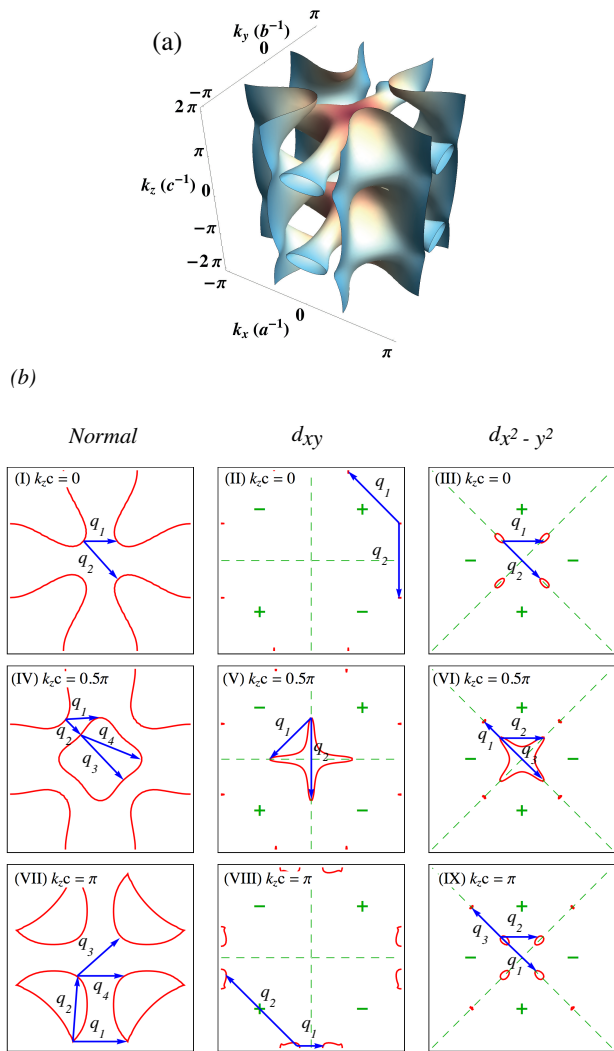 (a)
k_y (b⁻¹)
π
0
−π
2 π
π
k_z (c⁻¹)
0
−π
−2 π
−π
k_x (a⁻¹)
0
π
(b)
Normal
d_xy
d_x² - y²
(I) k_zc = 0
q_1
q_2
(II) k_zc = 0
− +
q_1
q_2
+ −
(III) k_zc = 0
+
q_1
− −
q_2
+
(IV) k_zc = 0.5π
q_1
q_2 q_4
q_3
(V) k_zc = 0.5π
− +
q_1
q_2
+ −
(VI) k_zc = 0.5π
+
q_1 q_2
− q_3 −
+
(VII) k_zc = π
q_3
q_2 q_4
q_1
(VIII) k_zc = π
− +
q_2
+ −
q_1
(IX) k_zc = π
+
q_2
q_3
− q_1 −
+